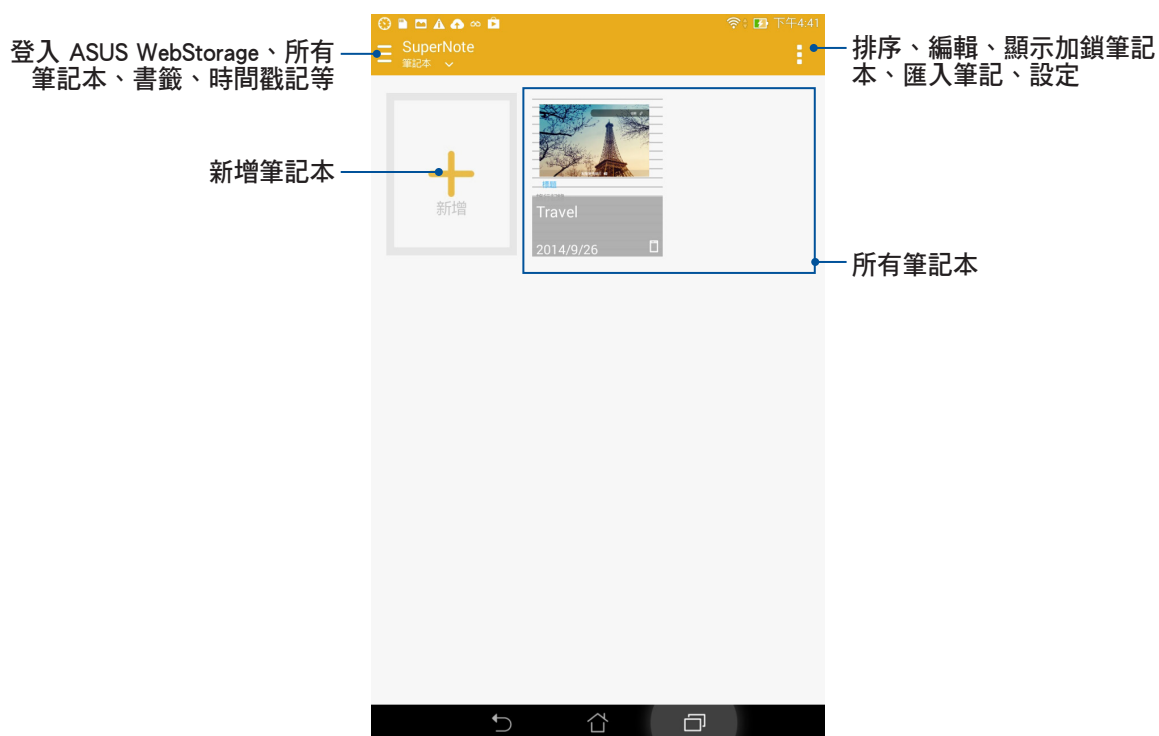 下午4:41
SuperNote
筆記本
登入 ASUS WebStorage、所有
筆記本、書籤、時間戳記等
排序、編輯、顯示加鎖筆記
本、匯入筆記、設定
新增筆記本
新增
標題
Travel
2014/9/26
所有筆記本